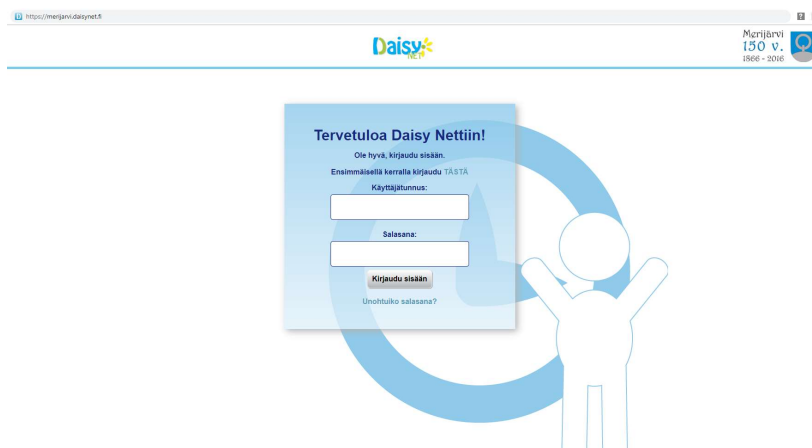 https://merijarvi.daisynet.fi
Daisy
NET
Merijärvi
150 v.
1866 - 2016
Tervetuloa Daisy Nettiin!
Ole hyvä, kirjaudu sisään.
Ensimmäisellä kerralla kirjaudu TÄSTÄ
Käyttäjätunnus:
Salasana:
Kirjaudu sisään
Unohtuiko salasana?